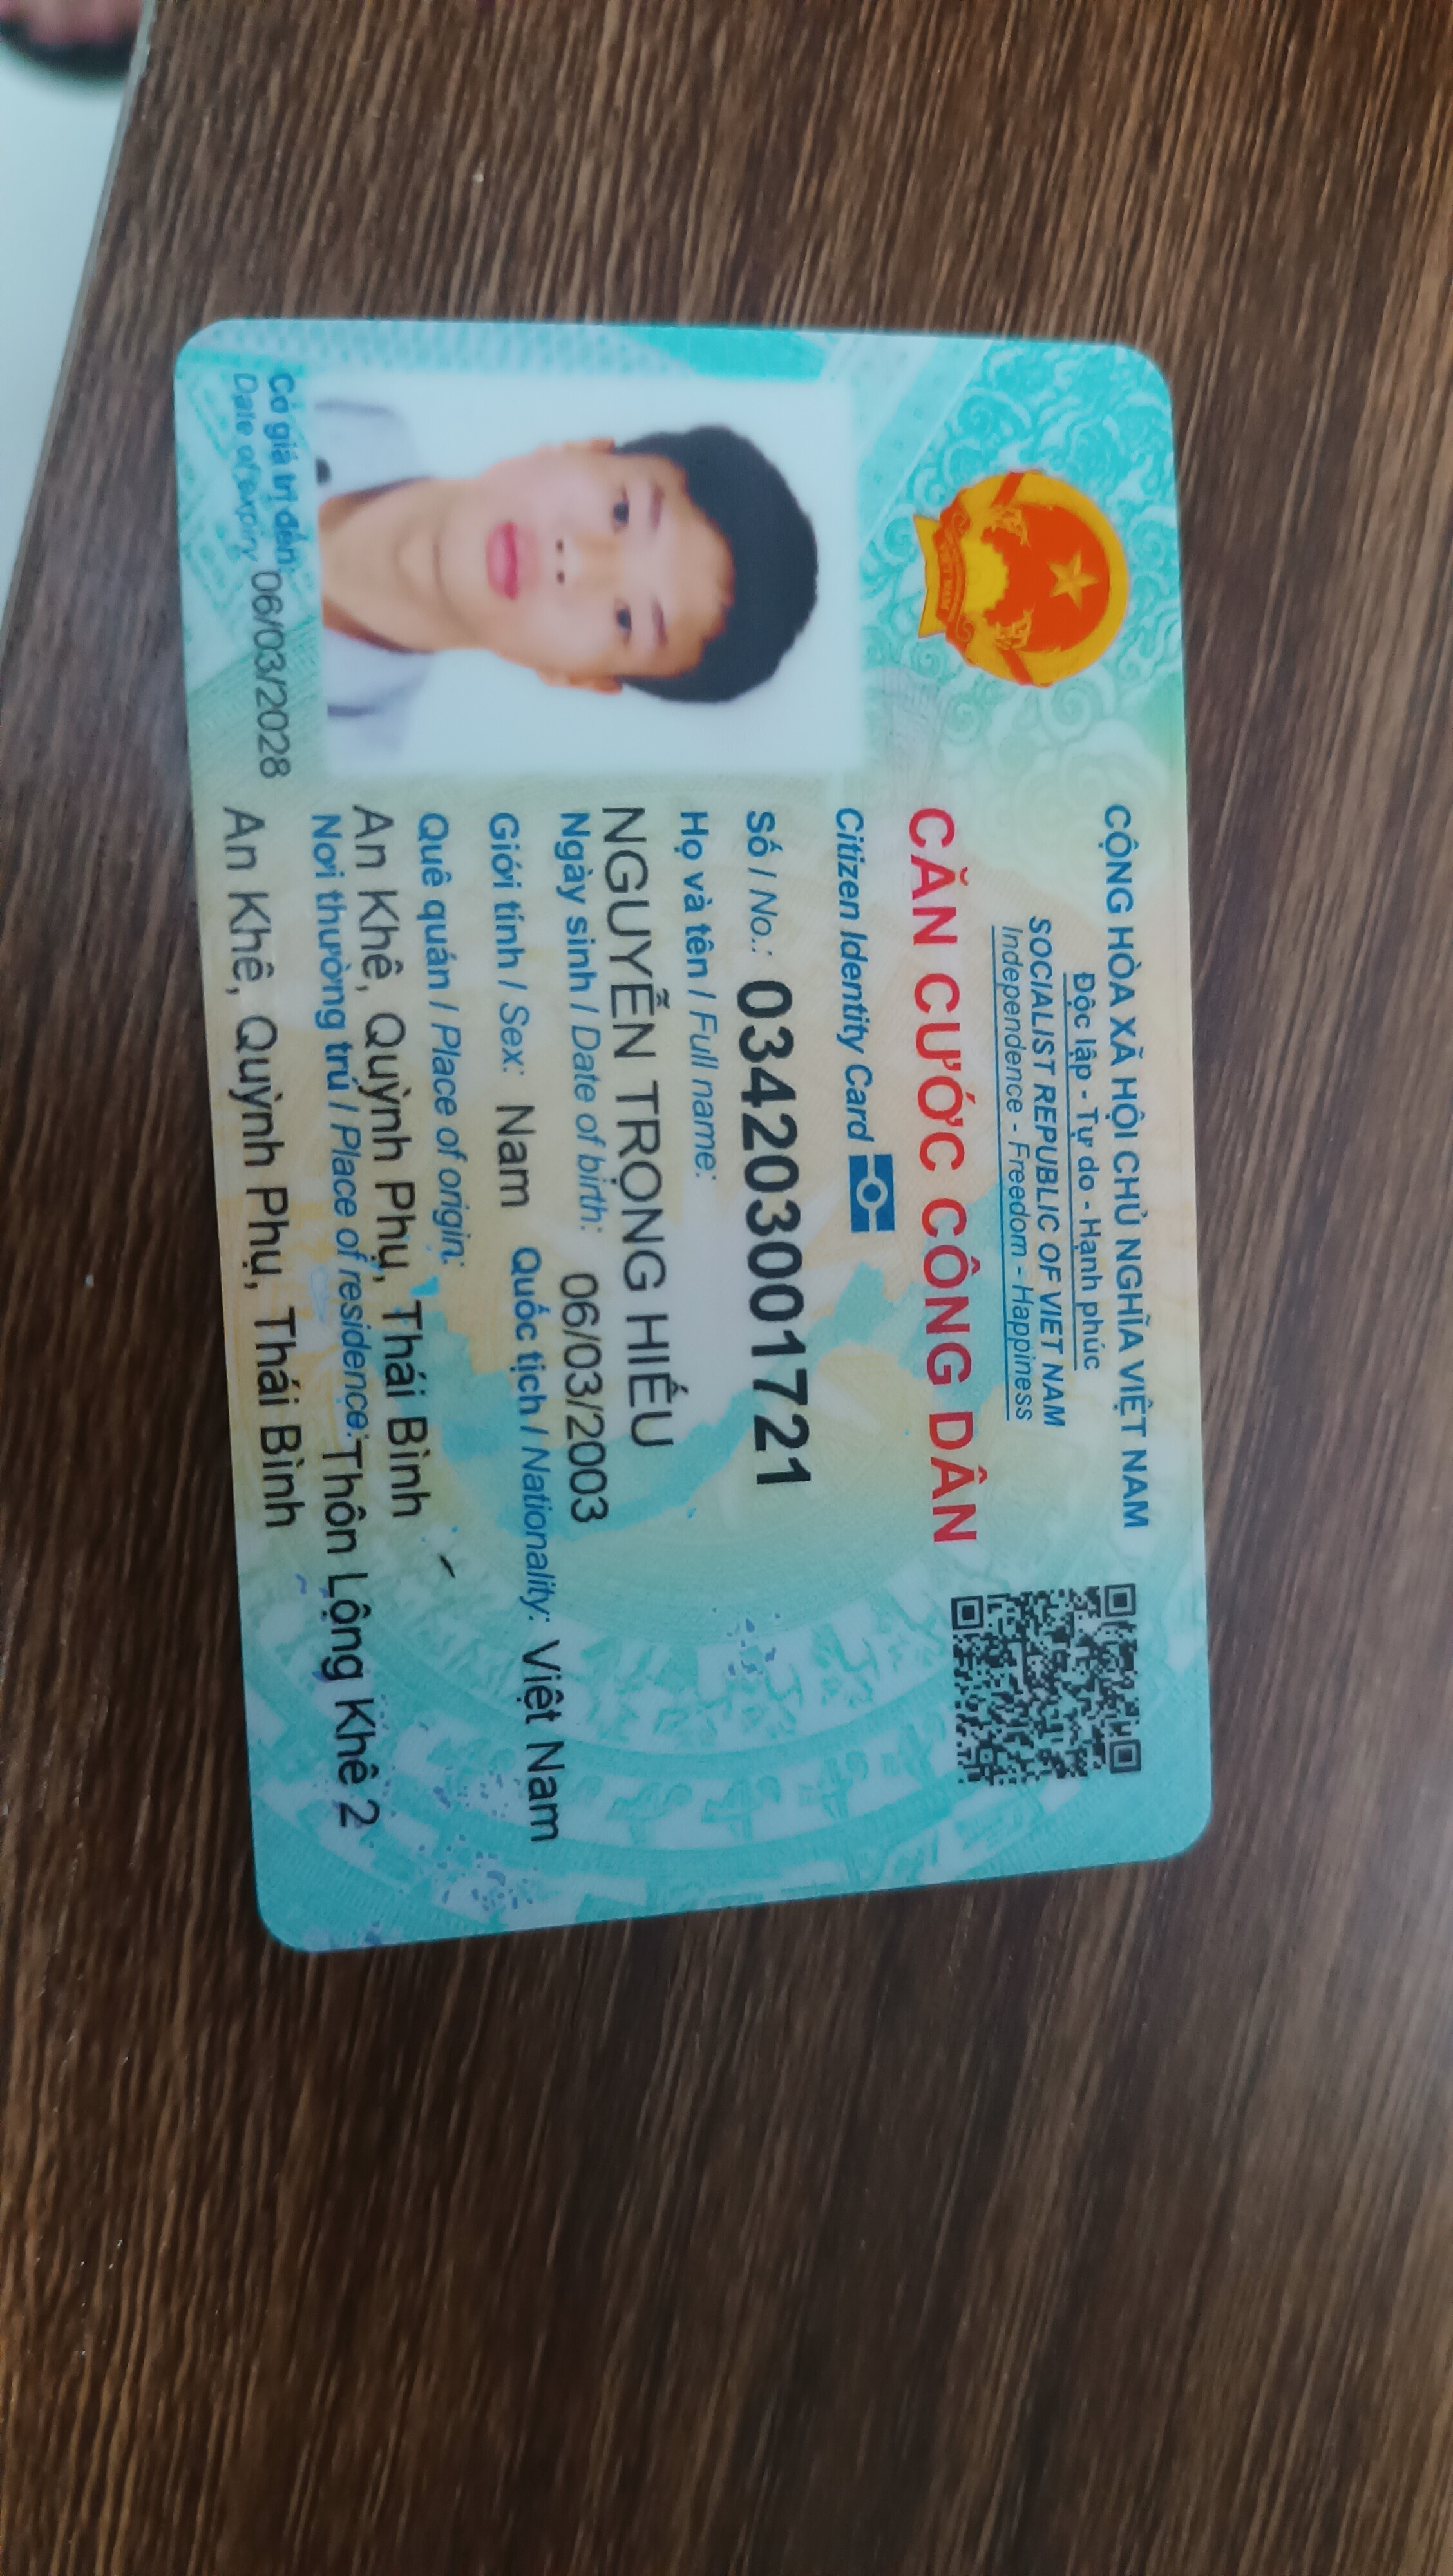 CỘNG HÒA XÃ HỘI CHỦ NGHĨA VIỆT NAM
Độc lập - Tự do - Hạnh phúc
SOCIALIST REPUBLIC OF VIET NAM
Independence - Freedom - Happiness
CĂN CƯỚC CÔNG DÂN
Citizen Identity Card
Số / No.: 034203001721
Họ và tên / Full name:
NGUYỄN TRỌNG HIẾU
Ngày sinh / Date of birth: 06/03/2003
Giới tính / Sex: Nam Quốc tịch / Nationality: Việt Nam
Quê quán / Place of origin:
An Khê, Quỳnh Phụ, Thái Bình
Nơi thường trú / Place of residence: Thôn Lộng Khê 2
An Khê, Quỳnh Phụ, Thái Bình
Có giá trị đến: 06/03/2028
Date of expiry